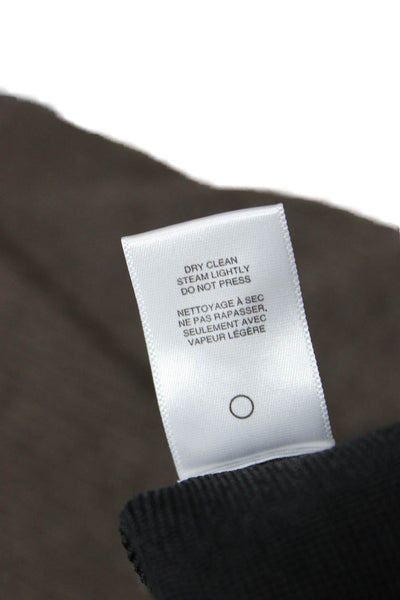 DRY CLEAN
STEAM LIGHTLY
DO NOT PRESS
NETTOYAGE À SEC
NE PAS RAPASSER,
SEULEMENT AVEC
VAPEUR LÉGÈRE